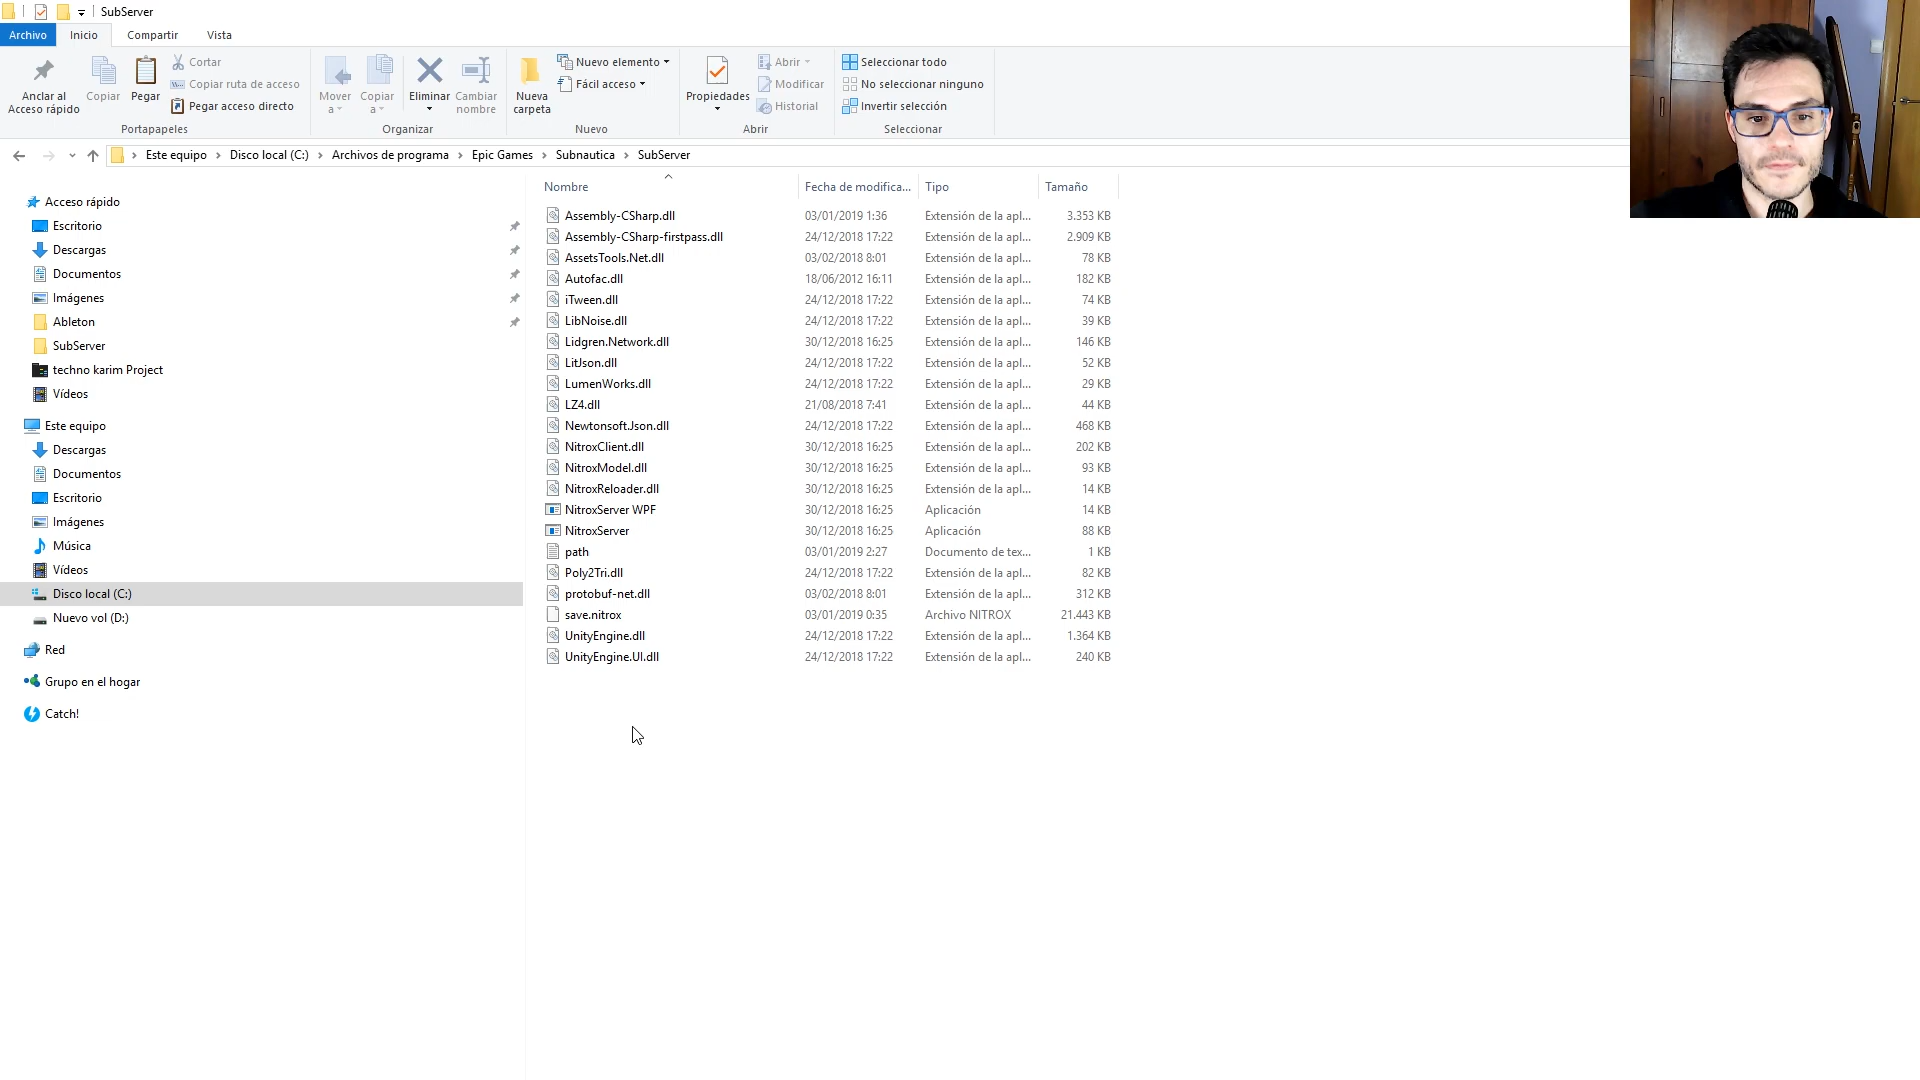 SubServer
Archivo Inicio Compartir Vista
Anclar al
Acceso rápido
Copiar
Pegar
Cortar
Copiar ruta de acceso
Pegar acceso directo
Portapapeles
Mover
a
Copiar
a
Eliminar
Cambiar
nombre
Organizar
Nueva
carpeta
Nuevo elemento
Fácil acceso
Nuevo
Propiedades
Abrir
Modificar
Historial
Abrir
Seleccionar todo
No seleccionar ninguno
Invertir selección
Seleccionar
Este equipo Disco local (C:) Archivos de programa Epic Games Subnautica SubServer
Acceso rápido
Escritorio
Descargas
Documentos
Imágenes
Ableton
SubServer
techno karim Project
Vídeos
Este equipo
Descargas
Documentos
Escritorio
Imágenes
Música
Vídeos
Disco local (C:)
Nuevo vol (D:)
Red
Grupo en el hogar
Catch!
Nombre Fecha de modifica... Tipo Tamaño
Assembly-CSharp.dll 03/01/2019 1:36 Extensión de la apl... 3.353 KB
Assembly-CSharp-firstpass.dll 24/12/2018 17:22 Extensión de la apl... 2.909 KB
AssetsTools.Net.dll 03/02/2018 8:01 Extensión de la apl... 78 KB
Autofac.dll 18/06/2012 16:11 Extensión de la apl... 182 KB
iTween.dll 24/12/2018 17:22 Extensión de la apl... 74 KB
LibNoise.dll 24/12/2018 17:22 Extensión de la apl... 39 KB
Lidgren.Network.dll 30/12/2018 16:25 Extensión de la apl... 146 KB
LitJson.dll 24/12/2018 17:22 Extensión de la apl... 52 KB
LumenWorks.dll 24/12/2018 17:22 Extensión de la apl... 29 KB
LZ4.dll 21/08/2018 7:41 Extensión de la apl... 44 KB
Newtonsoft.Json.dll 24/12/2018 17:22 Extensión de la apl... 468 KB
NitroxClient.dll 30/12/2018 16:25 Extensión de la apl... 202 KB
NitroxModel.dll 30/12/2018 16:25 Extensión de la apl... 93 KB
NitroxReloader.dll 30/12/2018 16:25 Extensión de la apl... 14 KB
NitroxServer WPF 30/12/2018 16:25 Aplicación 14 KB
NitroxServer 30/12/2018 16:25 Aplicación 88 KB
path 03/01/2019 2:27 Documento de tex... 1 KB
Poly2Tri.dll 24/12/2018 17:22 Extensión de la apl... 82 KB
protobuf-net.dll 03/02/2018 8:01 Extensión de la apl... 312 KB
save.nitrox 03/01/2019 0:35 Archivo NITROX 21.443 KB
UnityEngine.dll 24/12/2018 17:22 Extensión de la apl... 1.364 KB
UnityEngine.UI.dll 24/12/2018 17:22 Extensión de la apl... 240 KB